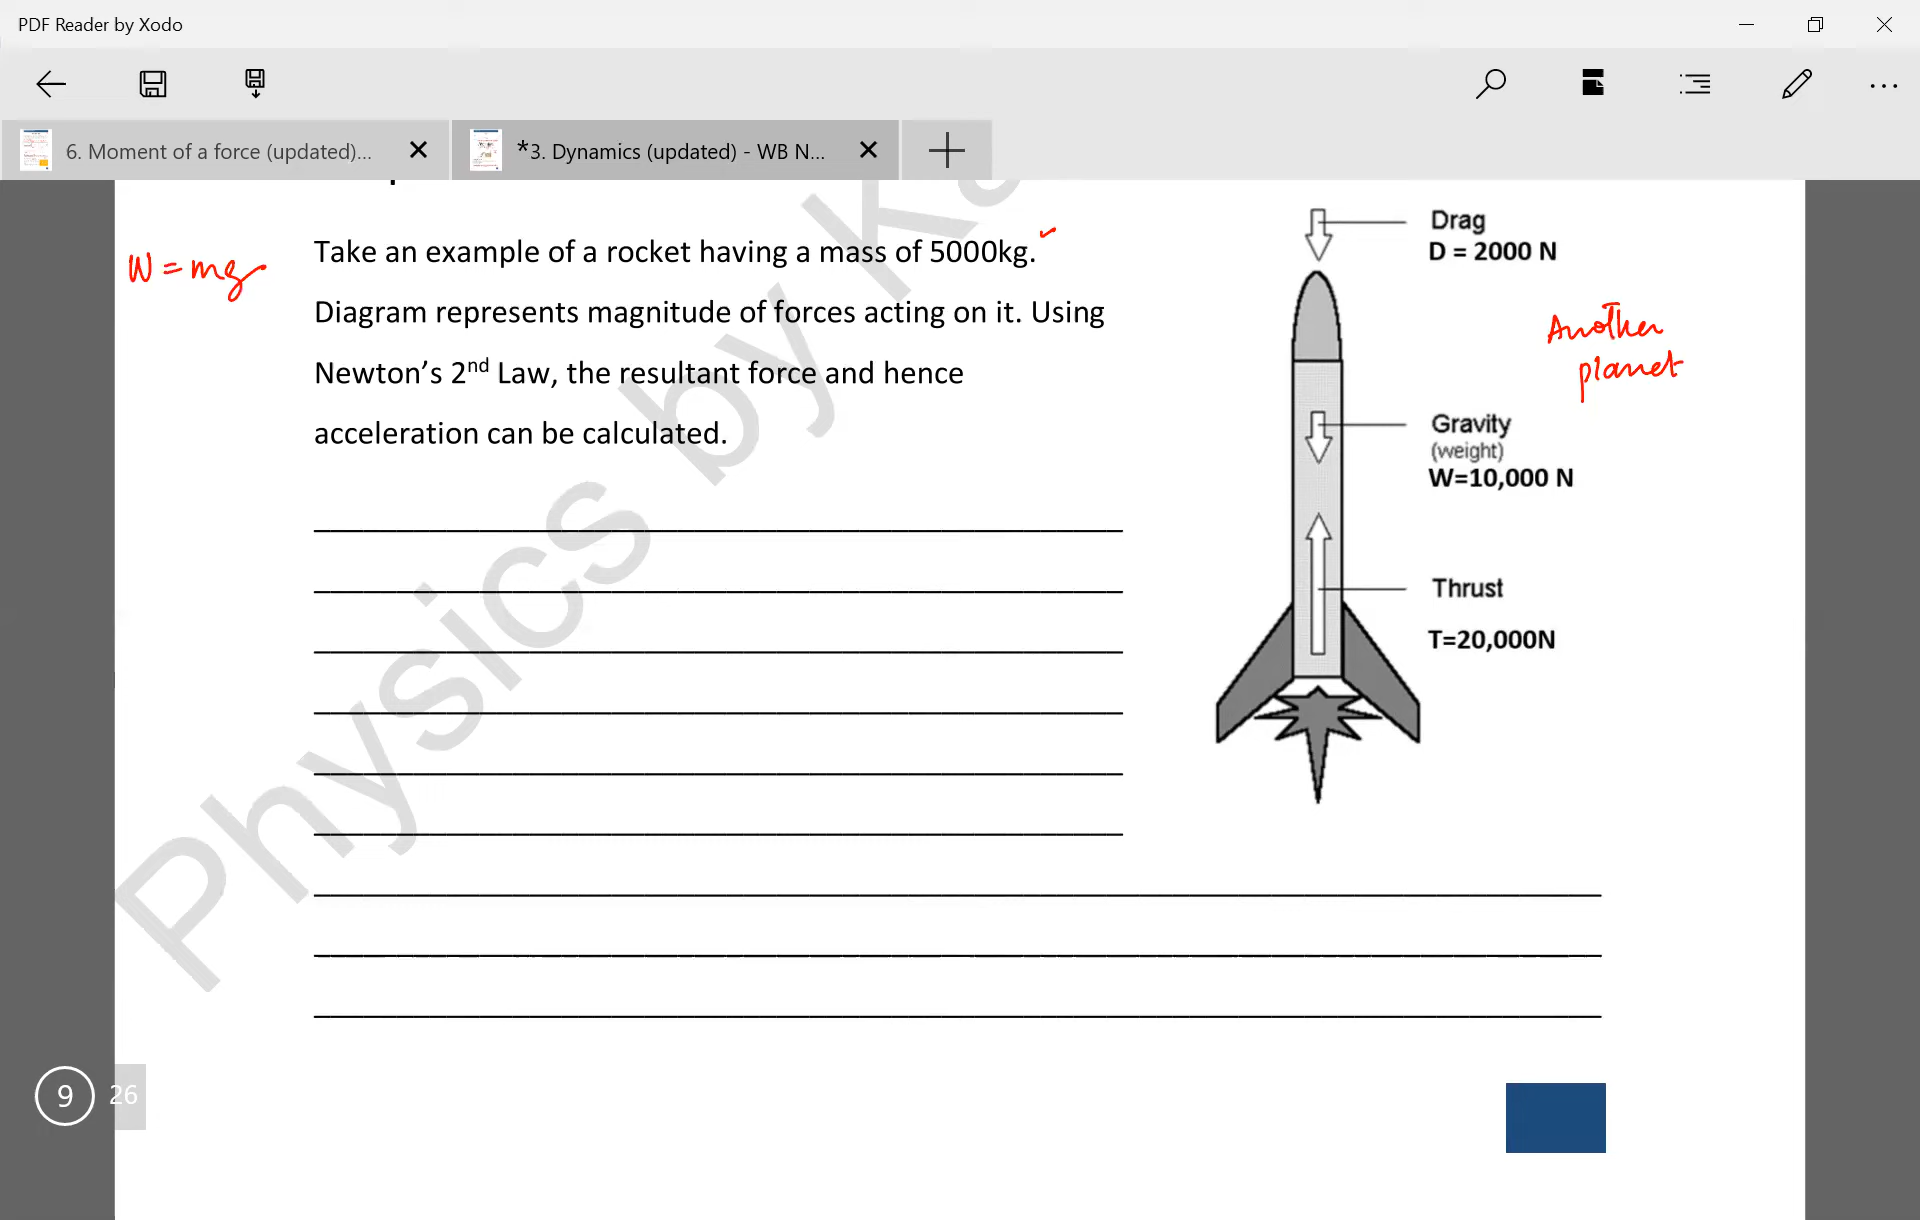 PDF Reader by Xodo
6. Moment of a force (updated)...
*3. Dynamics (updated) - WB N...
Take an example of a rocket having a mass of 5000kg.
W = mg
Diagram represents magnitude of forces acting on it. Using
Newton's 2nd Law, the resultant force and hence
acceleration can be calculated.
Drag
D = 2000 N
Another
planet
Gravity
(weight)
W=10,000 N
Thrust
T=20,000N
Physics by Ka
9 26